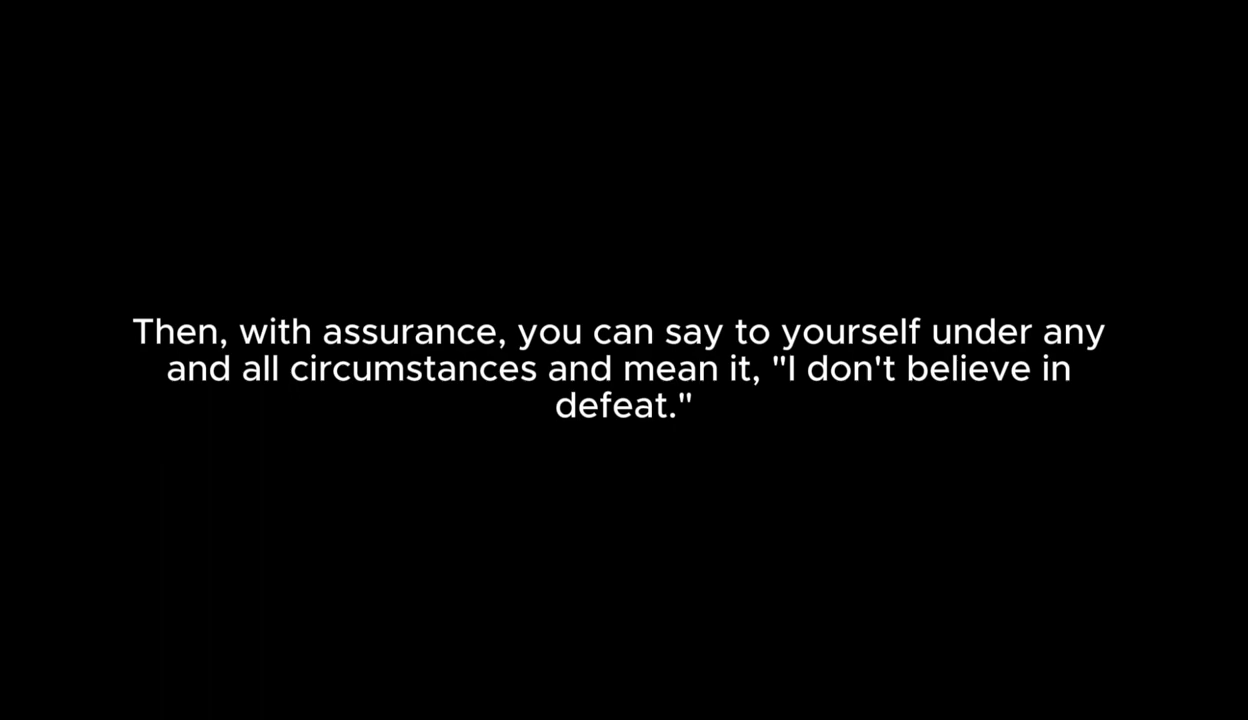 Then, with assurance, you can say to yourself under any
and all circumstances and mean it, "I don't believe in
defeat."